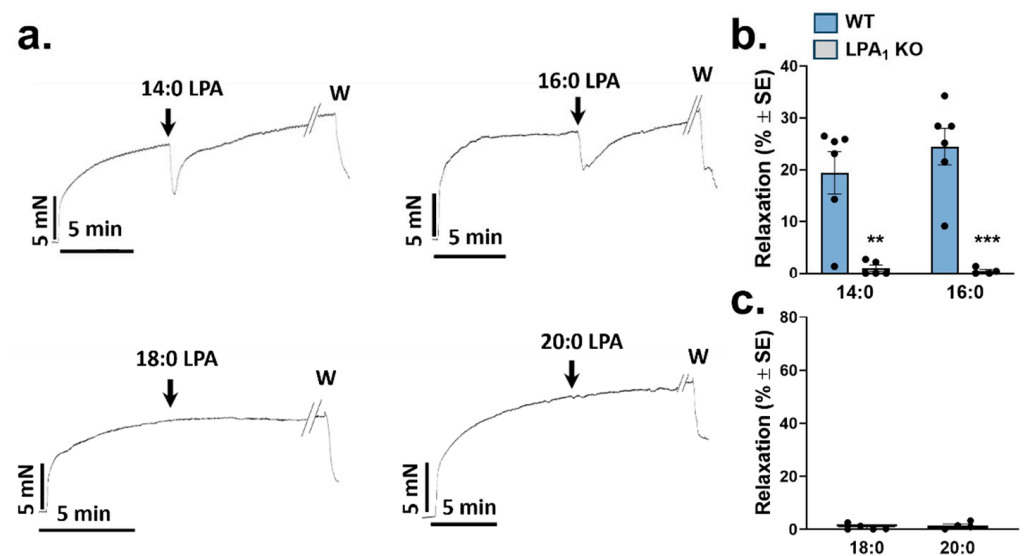 a.
14:0 LPA
W
5 mN
5 min
16:0 LPA
W
5 mN
5 min
18:0 LPA
W
5 mN
5 min
20:0 LPA
W
5 mN
5 min
b.
WT
LPA₁ KO
Relaxation (% ± SE)
40
30
20
10
0
**
***
14:0
16:0
c.
Relaxation (% ± SE)
80
60
40
20
0
18:0
20:0